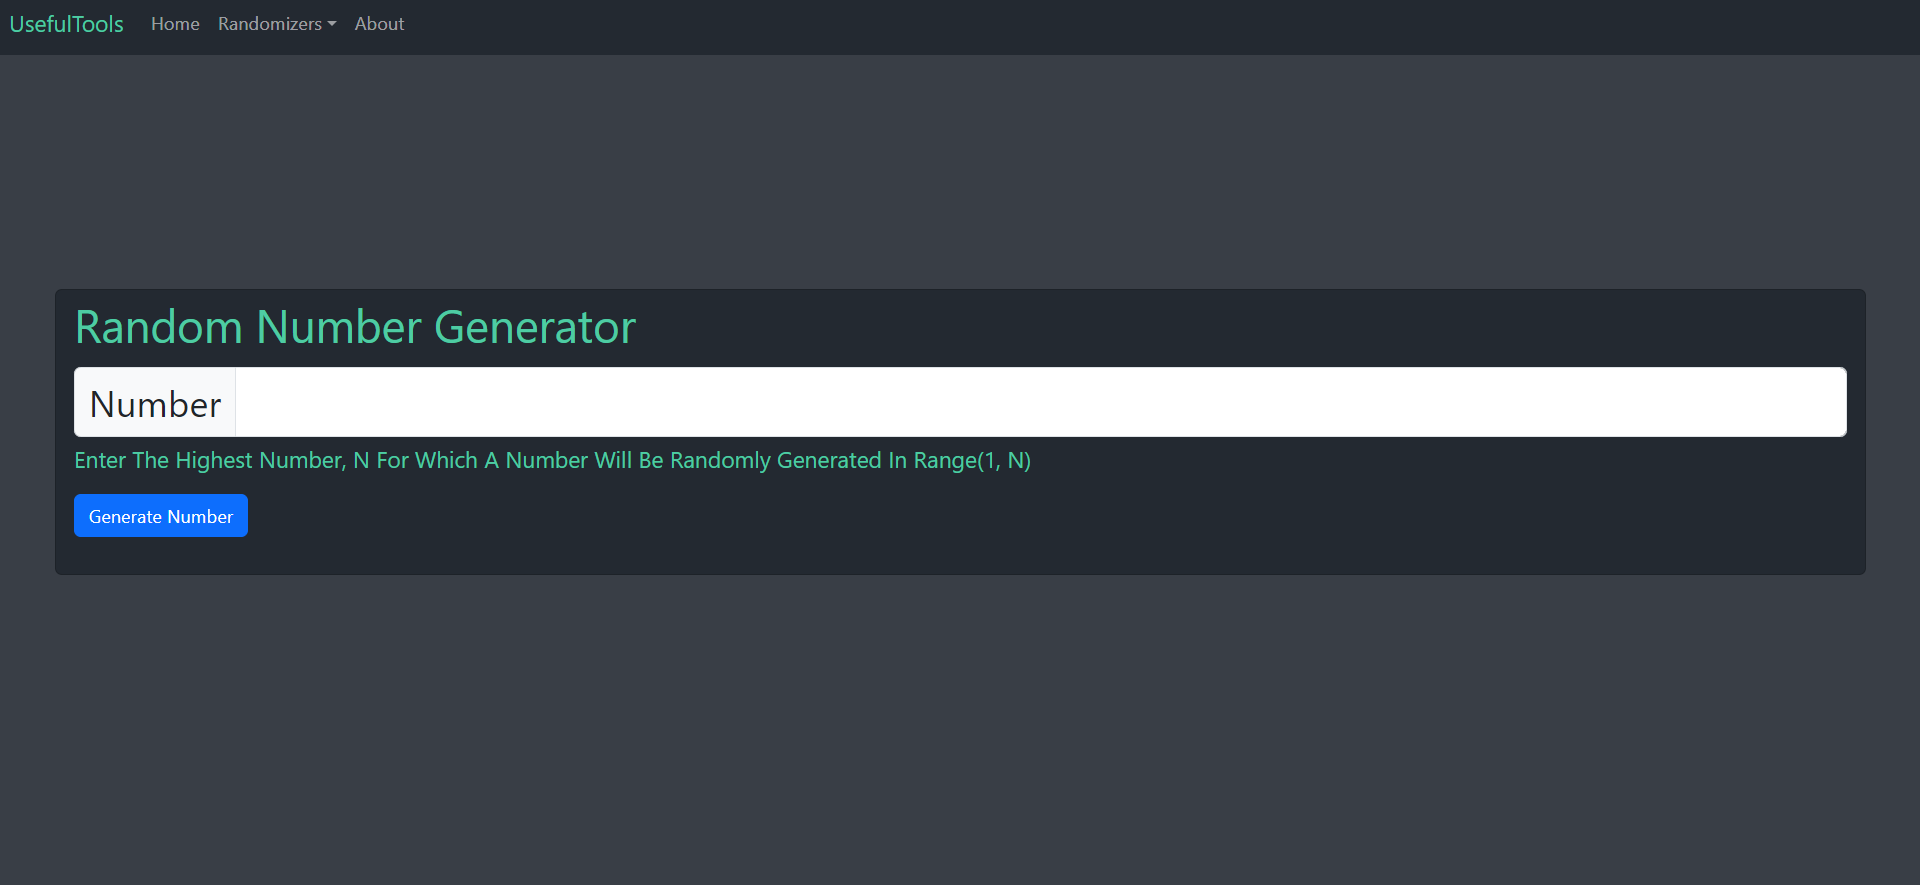 UsefulTools Home Randomizers About
Random Number Generator
Number
Enter The Highest Number, N For Which A Number Will Be Randomly Generated In Range(1, N)
Generate Number